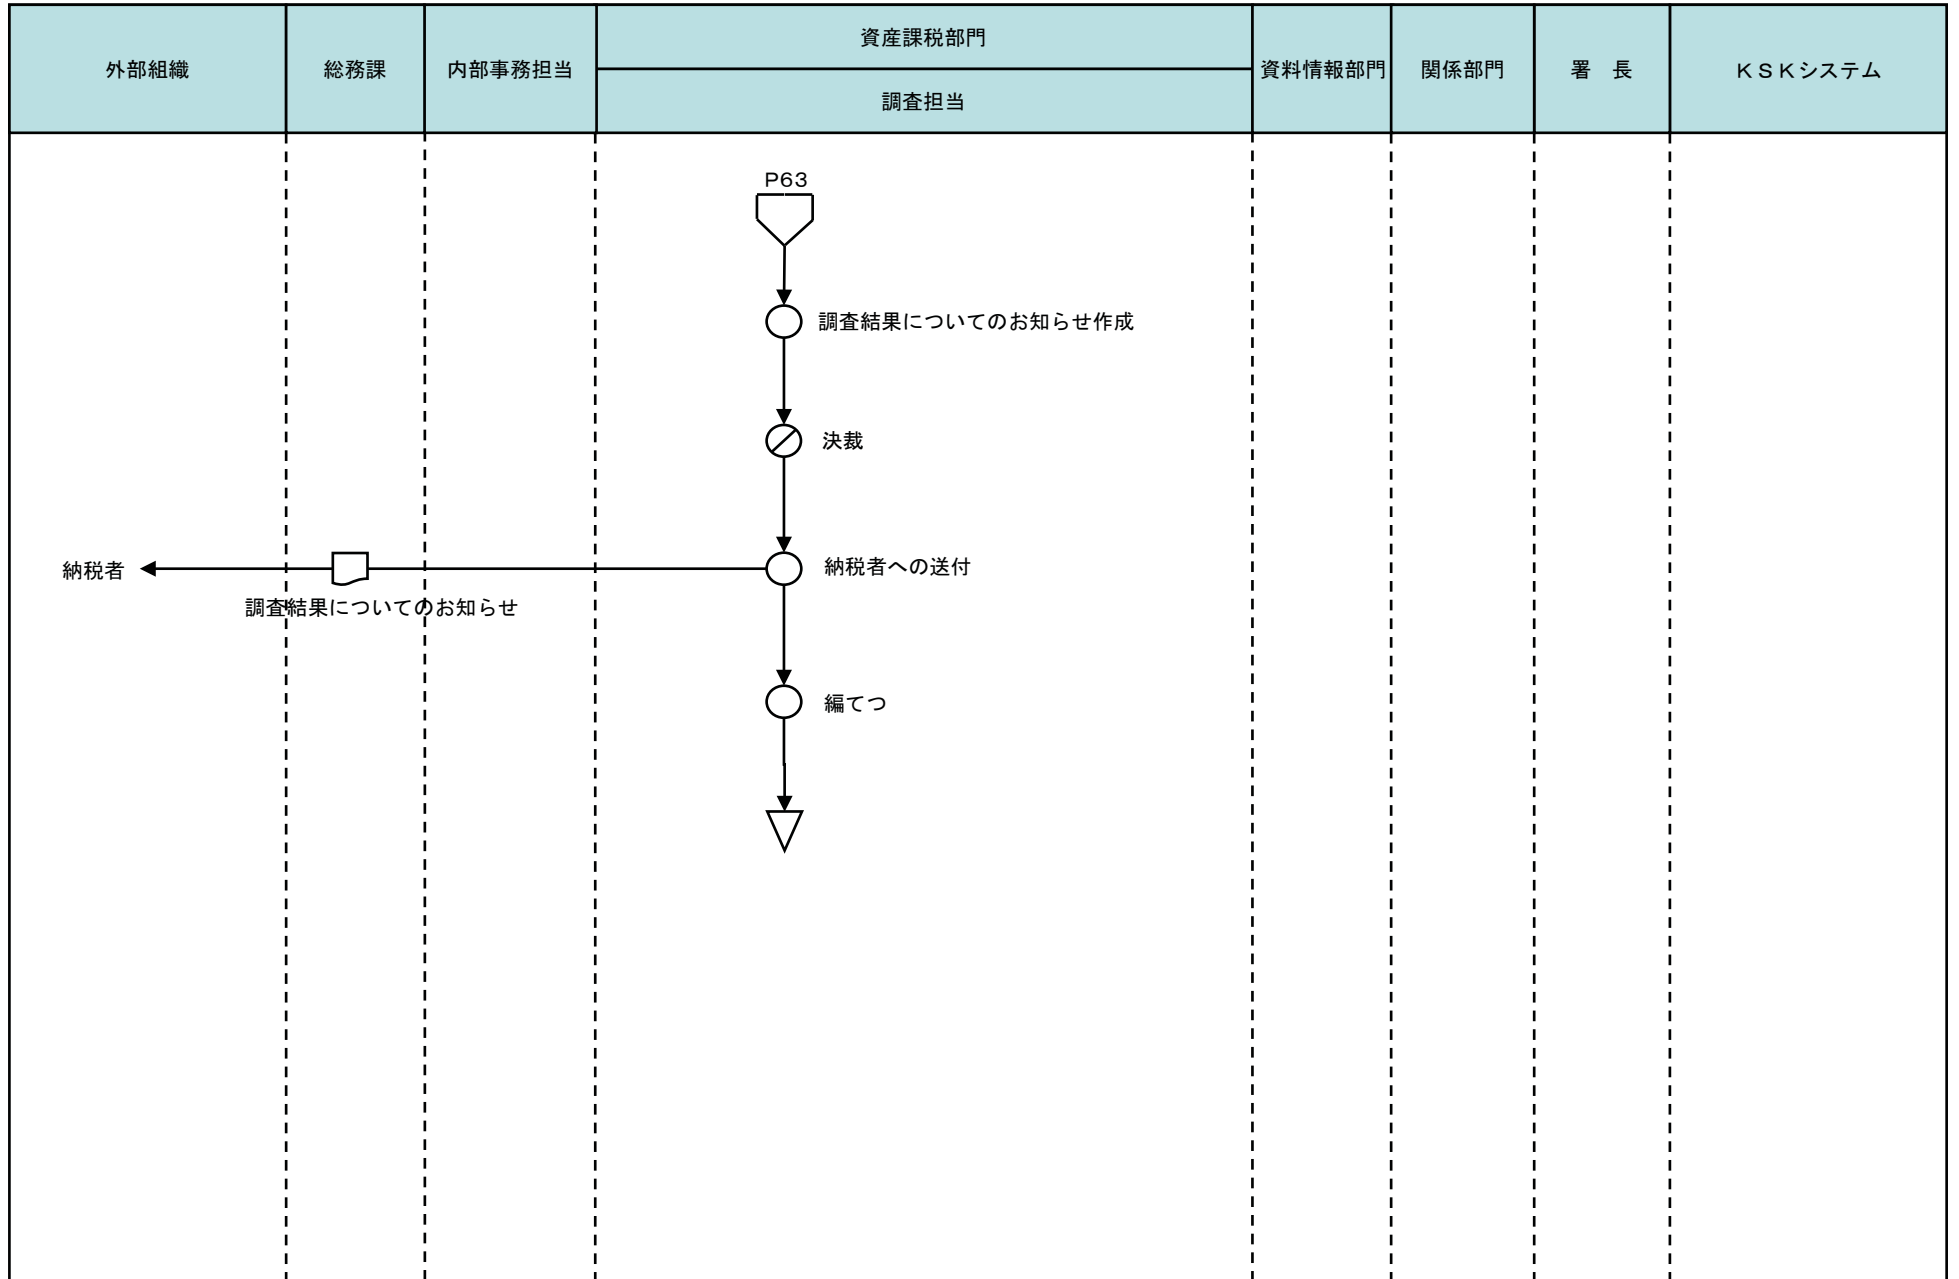 外部組織
総務課
内部事務担当
資産課税部門
調査担当
資料情報部門
関係部門
署　長
ＫＳＫシステム
P63
調査結果についてのお知らせ作成
決裁
納税者
納税者への送付
調査結果についてのお知らせ
編てつ